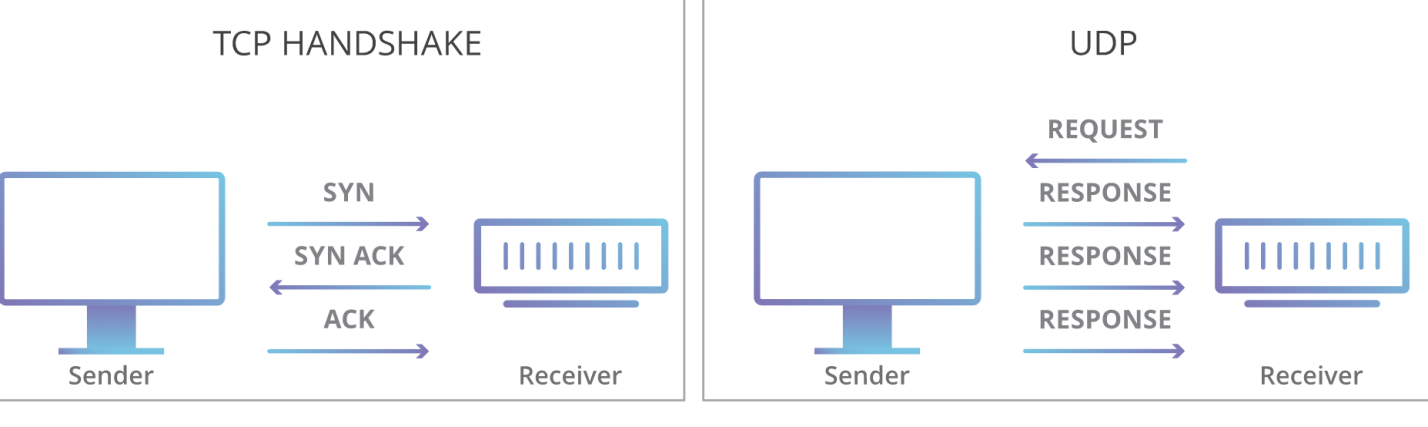 TCP HANDSHAKE
SYN
SYN ACK
ACK
Sender
Receiver
UDP
REQUEST
RESPONSE
RESPONSE
RESPONSE
Sender
Receiver